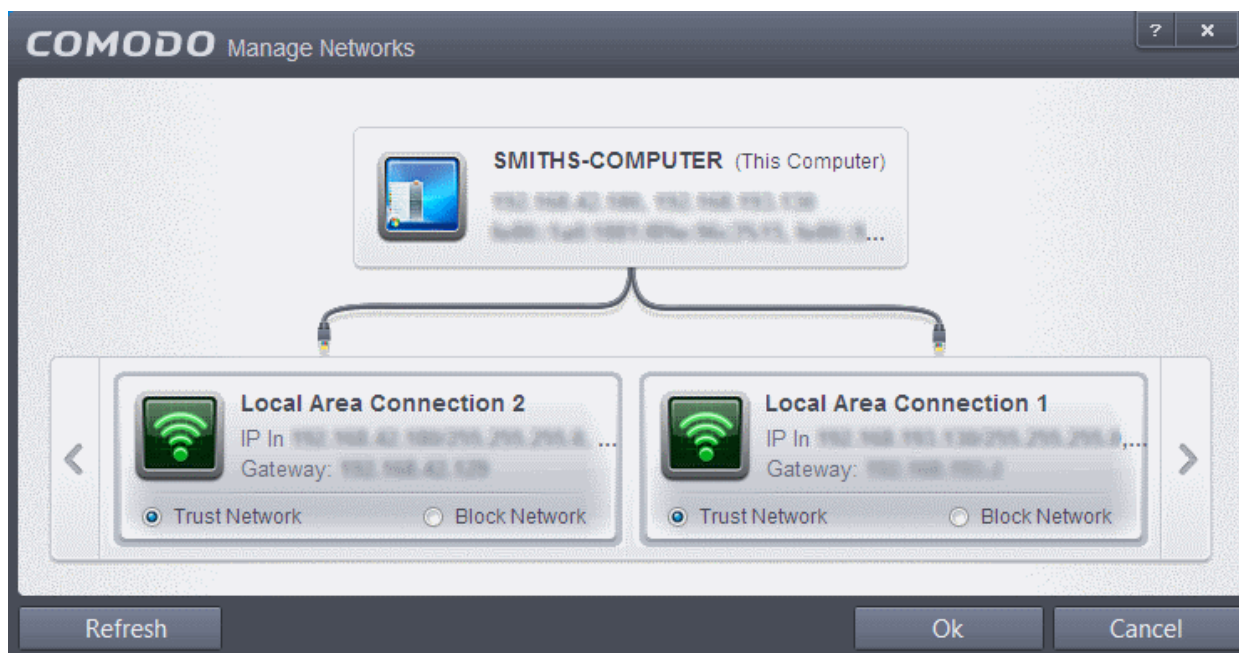 COMODO Manage Networks
? x
SMITHS-COMPUTER (This Computer)
Local Area Connection 2
IP In
Gateway:
Trust Network
Block Network
Local Area Connection 1
IP In
Gateway:
Trust Network
Block Network
Refresh
Ok
Cancel